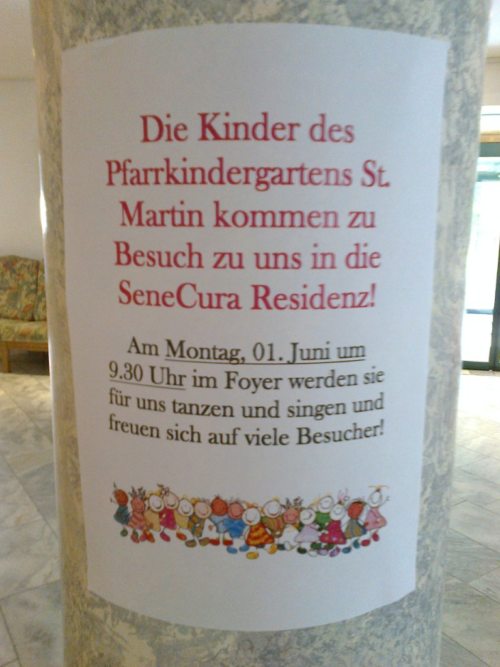 Die Kinder des
Pfarrkindergartens St.
Martin kommen zu
Besuch zu uns in die
SeneCura Residenz!
Am Montag, 01. Juni um
9.30 Uhr im Foyer werden sie
für uns tanzen und singen und
freuen sich auf viele Besucher!